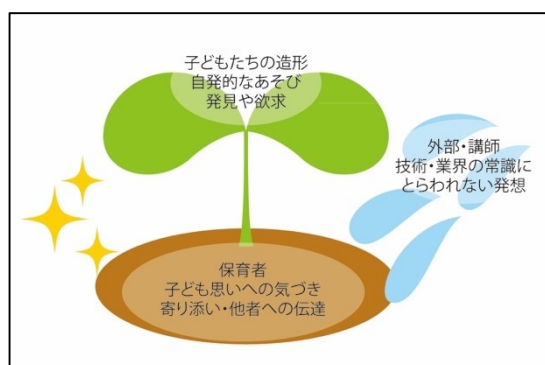 子どもたちの造形
自発的なあそび
発見や欲求
外部・講師
技術・業界の常識に
とらわれない発想
保育者
子ども思いへの気づき
寄り添い・他者への伝達